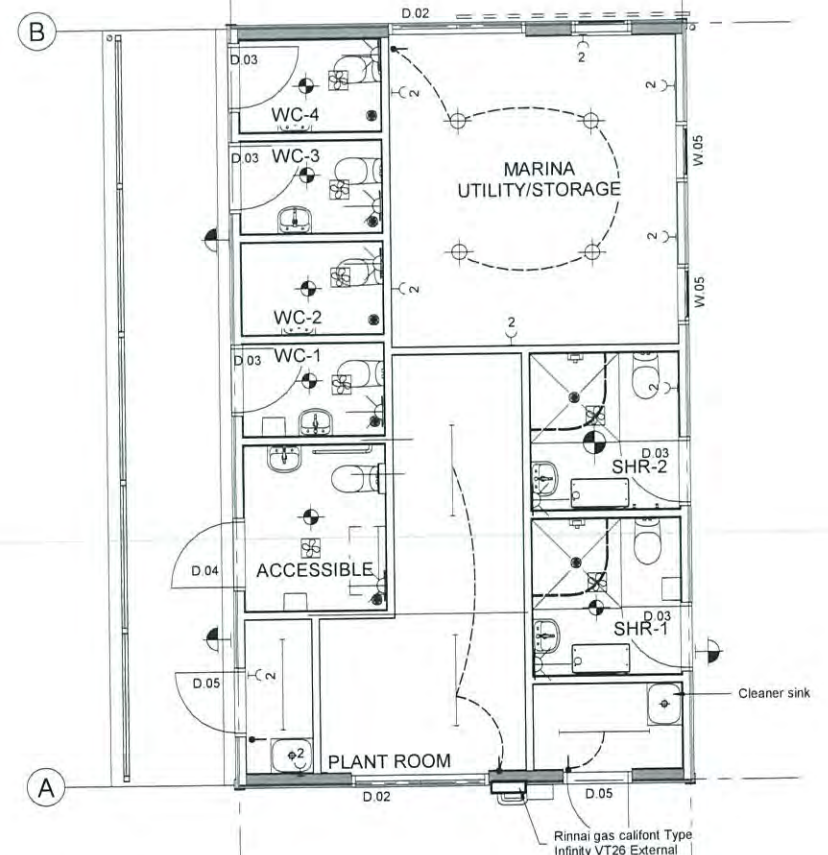 D.02
B
D.03
WC-4
2
2
2
D.03
WC-3
MARINA
UTILITY/STORAGE
W.05
2
WC-2
2
W.05
2
D.03
WC-1
2
D.03
SHR-2
D.04
ACCESSIBLE
D.03
SHR-1
D.05
2
Cleaner sink
2
PLANT ROOM
A
D.02
D.05
Rinnai gas califont Type
Infinity VT26 External